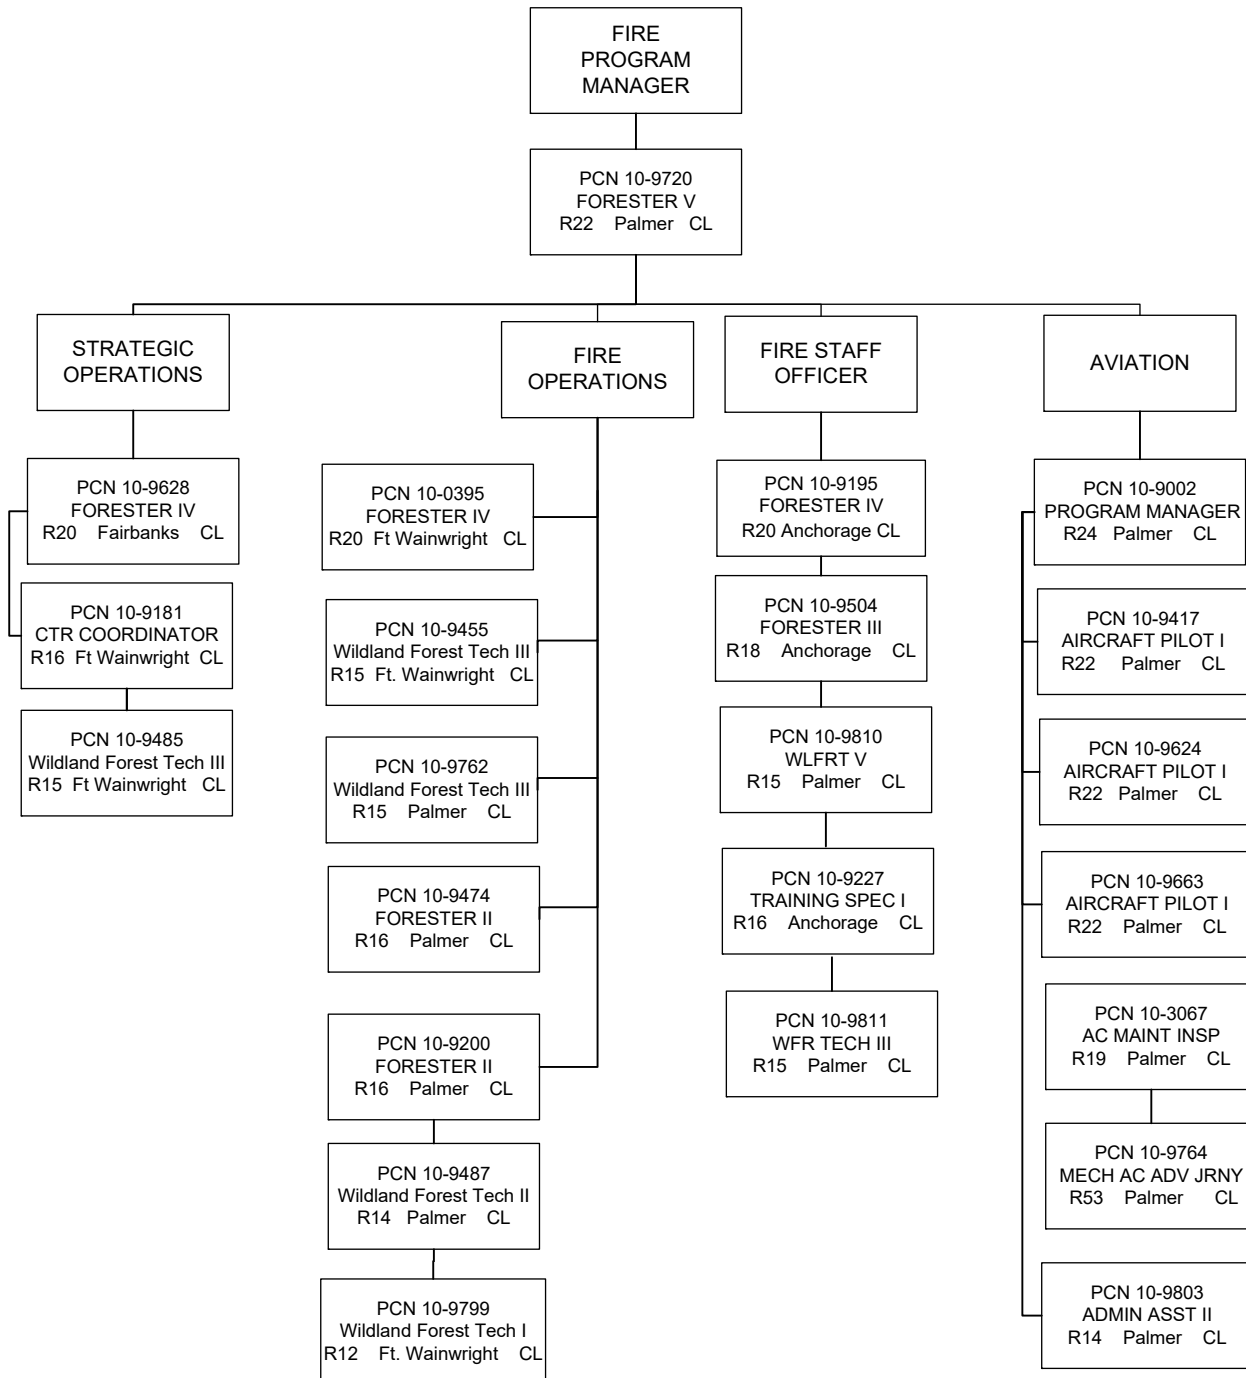 FIRE
PROGRAM
MANAGER
PCN 10-9720
FORESTER V
R22 Palmer CL
STRATEGIC
OPERATIONS
PCN 10-9628
FORESTER IV
R20 Fairbanks CL
PCN 10-9181
CTR COORDINATOR
R16 Ft Wainwright CL
PCN 10-9485
Wildland Forest Tech III
R15 Ft Wainwright CL
FIRE
OPERATIONS
PCN 10-0395
FORESTER IV
R20 Ft Wainwright CL
PCN 10-9455
Wildland Forest Tech III
R15 Ft. Wainwright CL
PCN 10-9762
Wildland Forest Tech III
R15 Palmer CL
PCN 10-9474
FORESTER II
R16 Palmer CL
PCN 10-9200
FORESTER II
R16 Palmer CL
PCN 10-9487
Wildland Forest Tech II
R14 Palmer CL
PCN 10-9799
Wildland Forest Tech I
R12 Ft. Wainwright CL
FIRE STAFF
OFFICER
PCN 10-9195
FORESTER IV
R20 Anchorage CL
PCN 10-9504
FORESTER III
R18 Anchorage CL
PCN 10-9810
WLFRT V
R15 Palmer CL
PCN 10-9227
TRAINING SPEC I
R16 Anchorage CL
PCN 10-9811
WFR TECH III
R15 Palmer CL
AVIATION
PCN 10-9002
PROGRAM MANAGER
R24 Palmer CL
PCN 10-9417
AIRCRAFT PILOT I
R22 Palmer CL
PCN 10-9624
AIRCRAFT PILOT I
R22 Palmer CL
PCN 10-9663
AIRCRAFT PILOT I
R22 Palmer CL
PCN 10-3067
AC MAINT INSP
R19 Palmer CL
PCN 10-9764
MECH AC ADV JRNY
R53 Palmer CL
PCN 10-9803
ADMIN ASST II
R14 Palmer CL